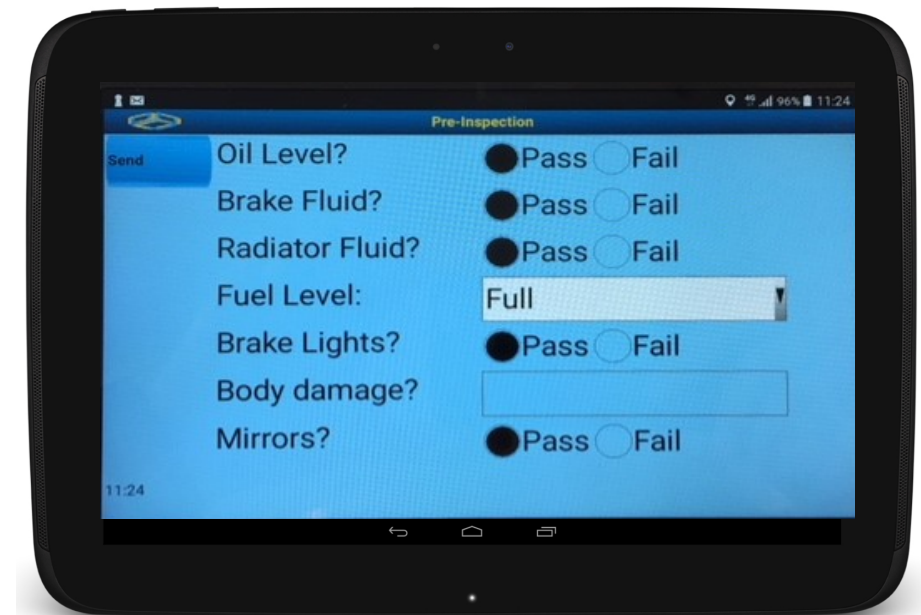 4G 96% 11:24
Pre-Inspection
Send
Oil Level? Pass Fail
Brake Fluid? Pass Fail
Radiator Fluid? Pass Fail
Fuel Level: Full
Brake Lights? Pass Fail
Body damage?
Mirrors? Pass Fail
11:24